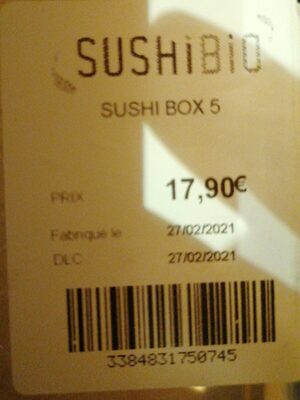 SUSHiBiO
SUSHI BOX 5
PRIX 17,90€
Fabriqué le 27/02/2021
DLC 27/02/2021
3384831750745